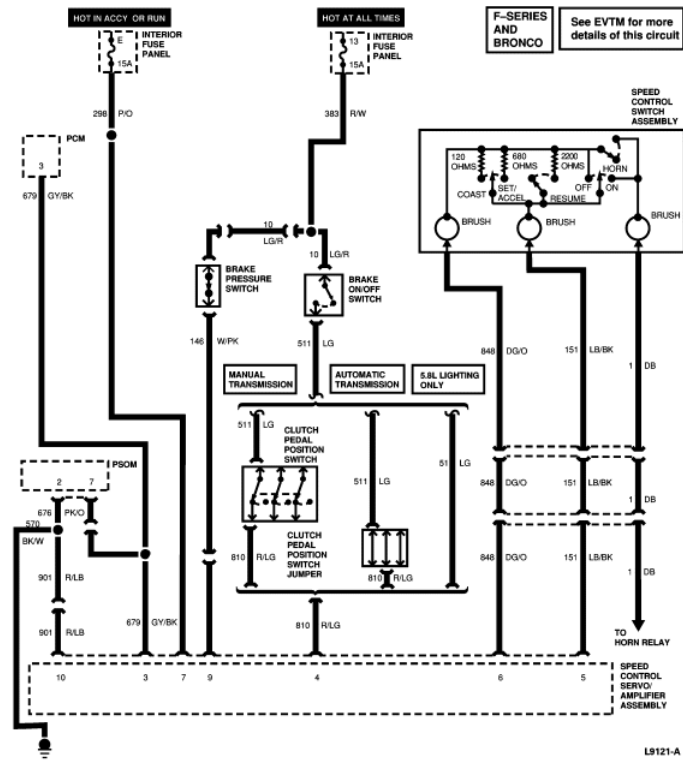 HOT IN ACCY OR RUN
HOT AT ALL TIMES
F–SERIES
AND
BRONCO
See EVTM for more
details of this circuit
E
15A
INTERIOR
FUSE
PANEL
13
15A
INTERIOR
FUSE
PANEL
298 P/O
383 R/W
SPEED
CONTROL
SWITCH
ASSEMBLY
PCM
3
679 GY/BK
120
OHMS
680
OHMS
2200
OHMS
HORN
OFF
ON
COAST
SET/
ACCEL
RESUME
BRUSH
BRUSH
BRUSH
10
LG/R
10 LG/R
BRAKE
PRESSURE
SWITCH
BRAKE
ON/OFF
SWITCH
146 W/PK
511 LG
848 DG/O
151 LB/BK
1 DB
MANUAL
TRANSMISSION
AUTOMATIC
TRANSMISSION
5.8L LIGHTING
ONLY
511 LG
CLUTCH
PEDAL
POSITION
SWITCH
511 LG
511 LG
PSOM
2
7
848 DG/O
151 LB/BK
1 DB
676 PK/O
570
BK/W
CLUTCH
PEDAL
POSITION
SWITCH
JUMPER
810 R/LG
810 R/LG
848 DG/O
151 LB/BK
1 DB
901 R/LB
901 R/LB
679 GY/BK
810 R/LG
TO
HORN RELAY
10
3
7
9
4
6
5
SPEED
CONTROL
SERVO/
AMPLIFIER
ASSEMBLY
L9121-A